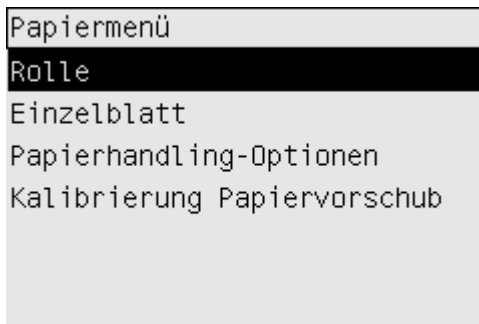 Papiermenü
Rolle
Einzelblatt
Papierhandling-Optionen
Kalibrierung Papiervorschub